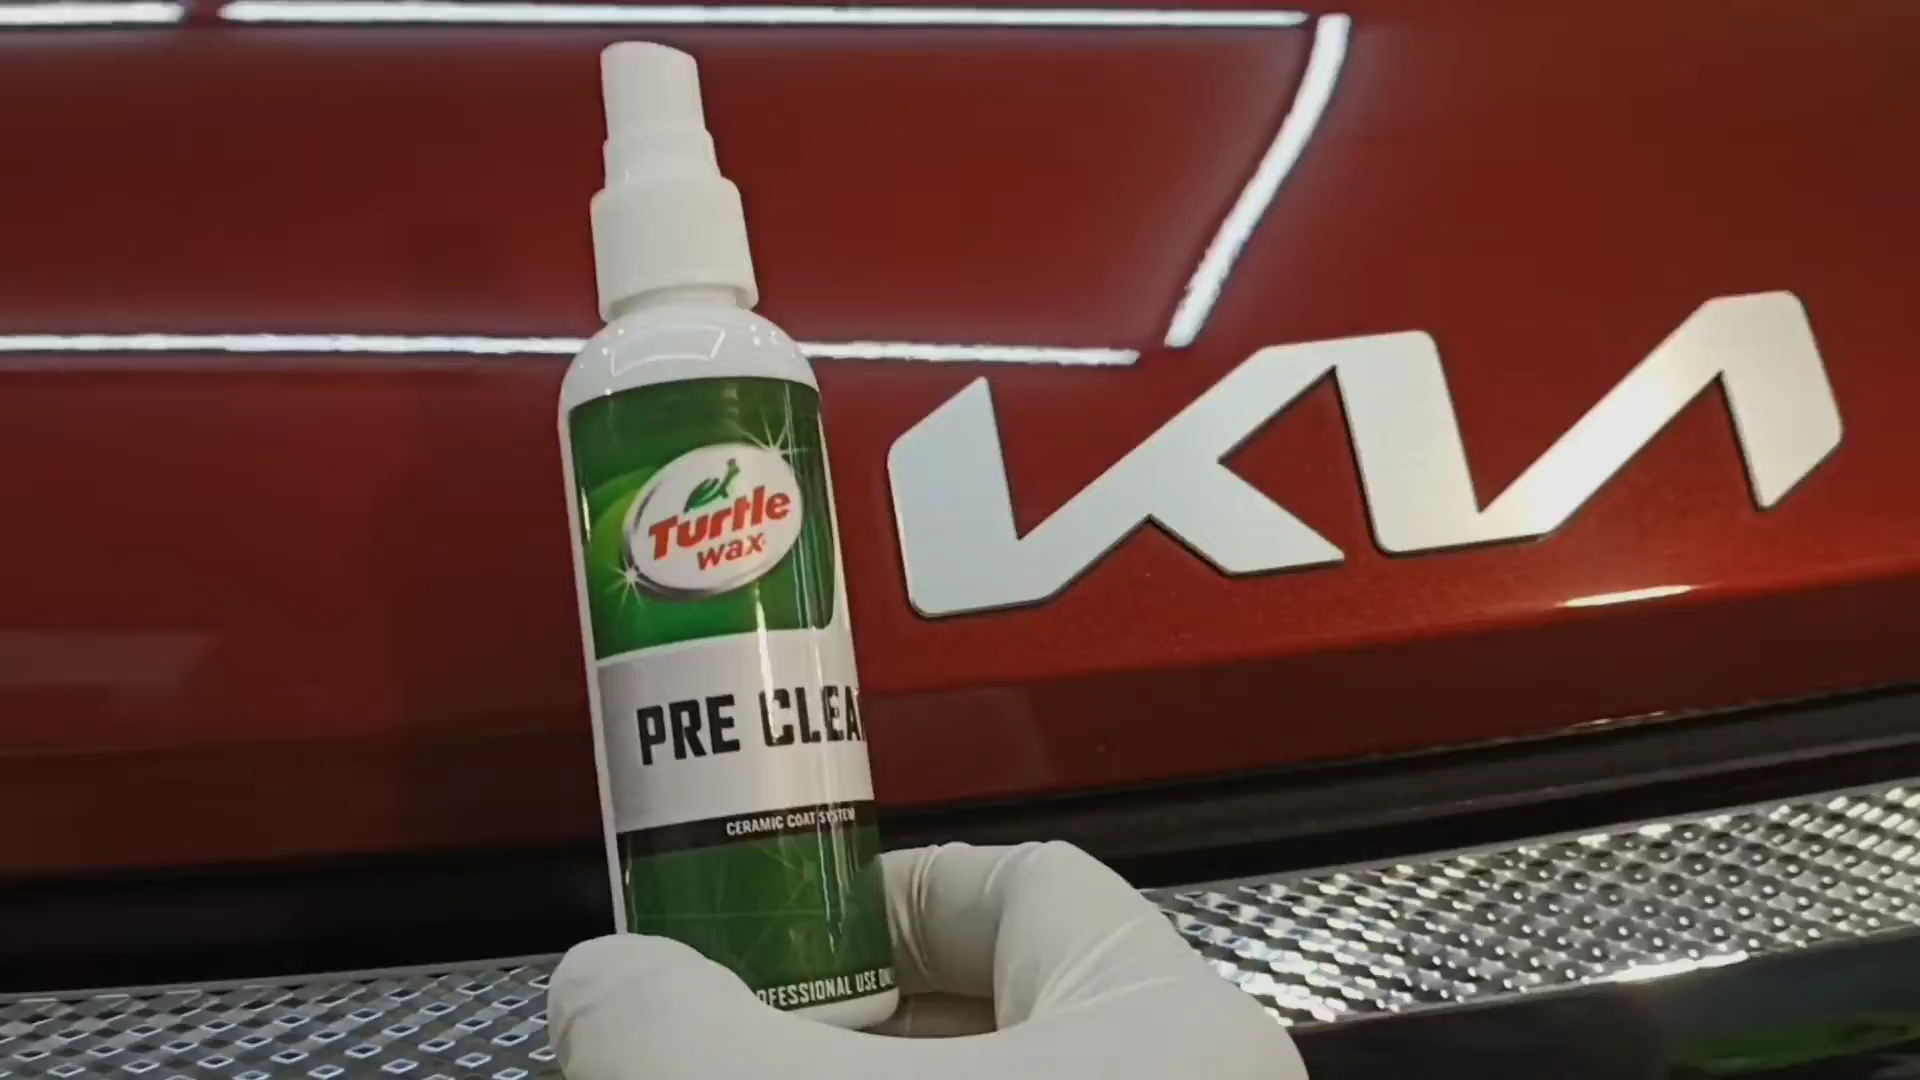 Turtle
wax
PRE CLEA
CERAMIC COAT SYSTEM
OFESSIONAL USE ON
KIA